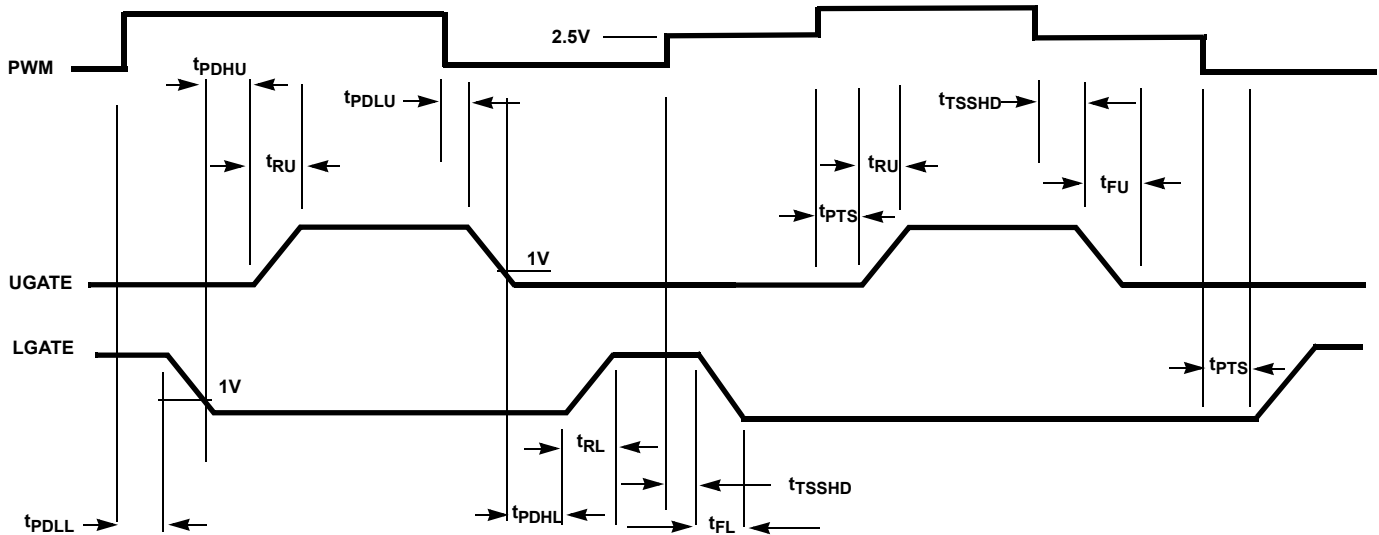 2.5V
PWM
tPDHU
tPDLU
tTSSHD
tRU
tRU
tFU
tPTS
1V
UGATE
LGATE
tPTS
1V
tRL
tTSSHD
tPDLL
tPDHL
tFL